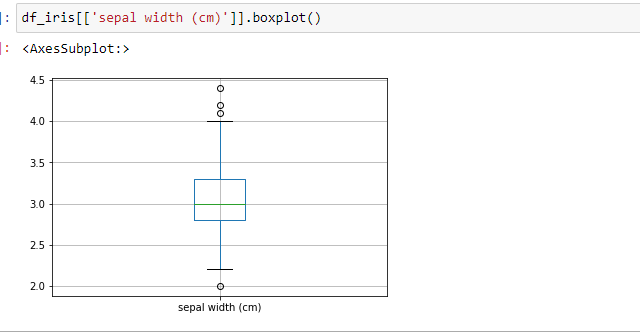 ]: df_iris[['sepal width (cm)']].boxplot()
]: <AxesSubplot:>
4.5
4.0
3.5
3.0
2.5
2.0
sepal width (cm)